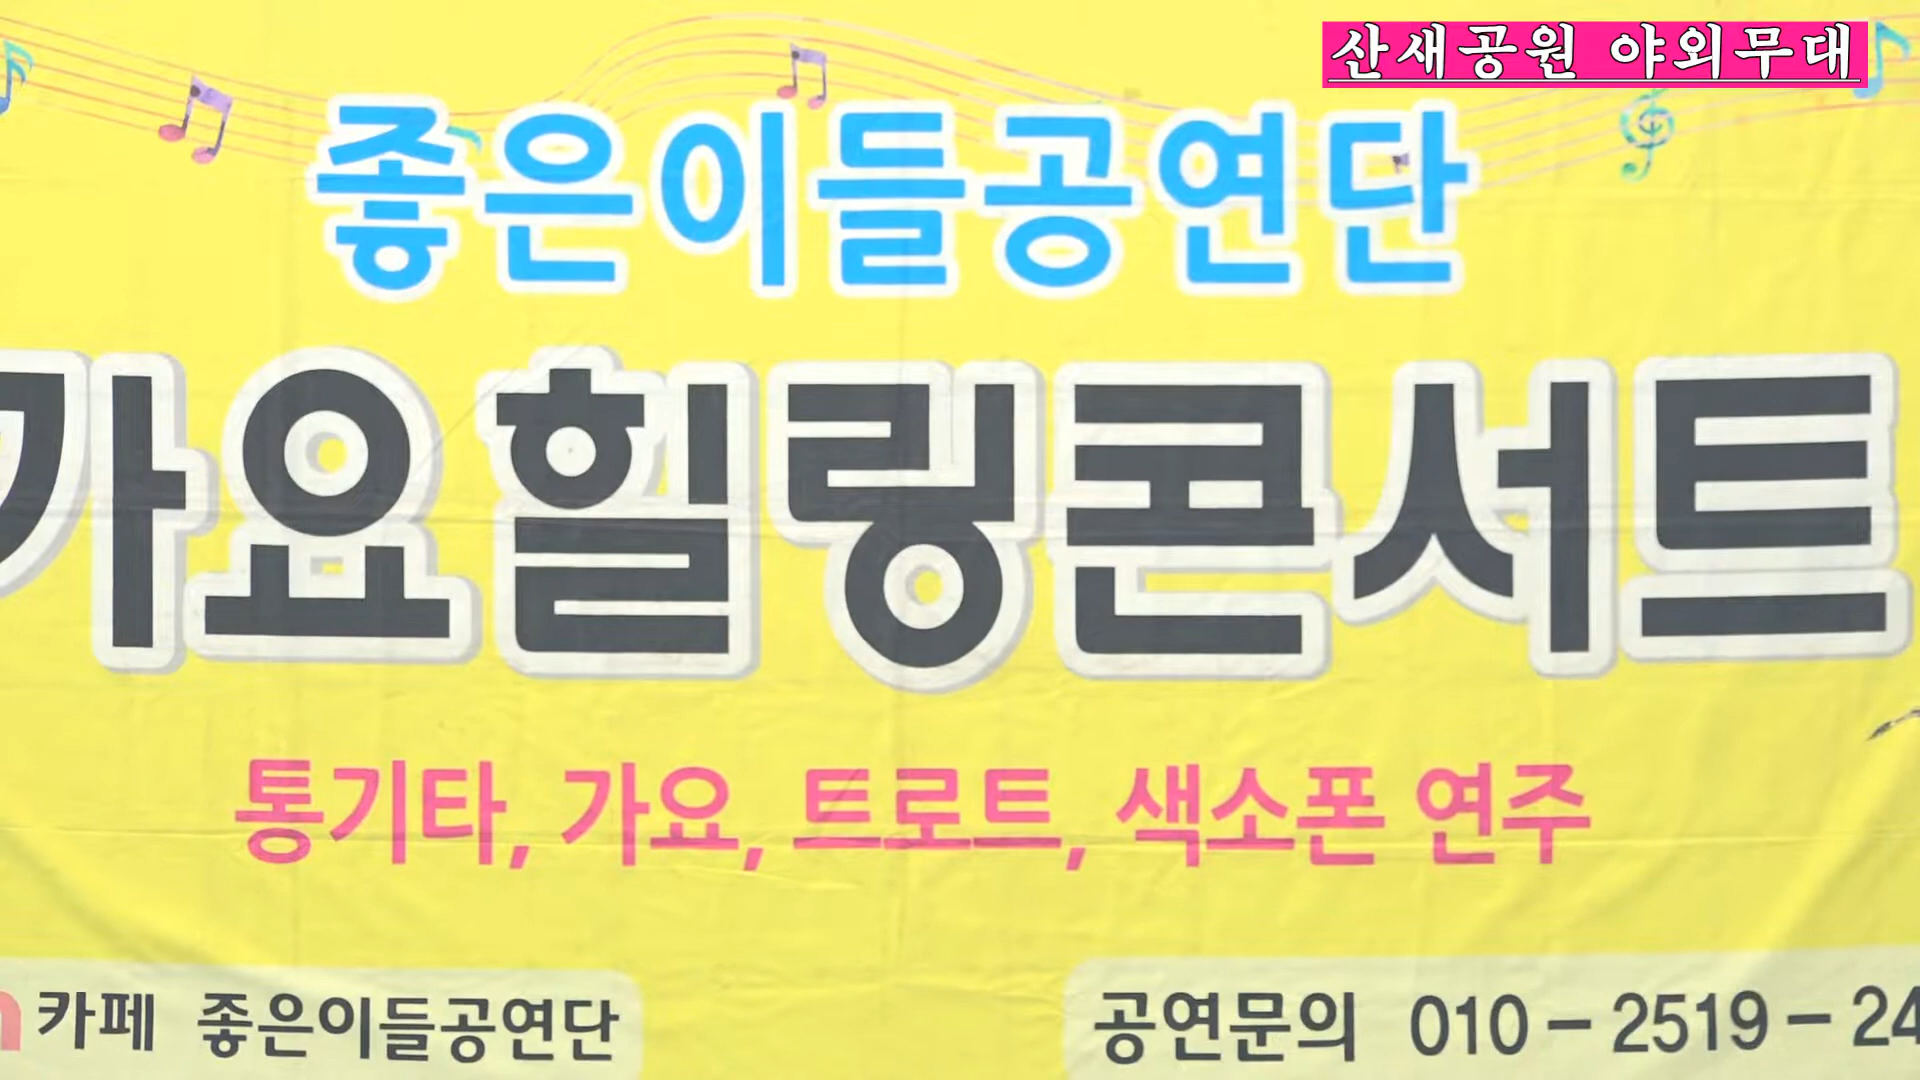 산새공원 야외무대
좋은이들공연단
가요힐링콘서트
통기타, 가요, 트로트, 색소폰 연주
카페 좋은이들공연단
공연문의 010-2519-24